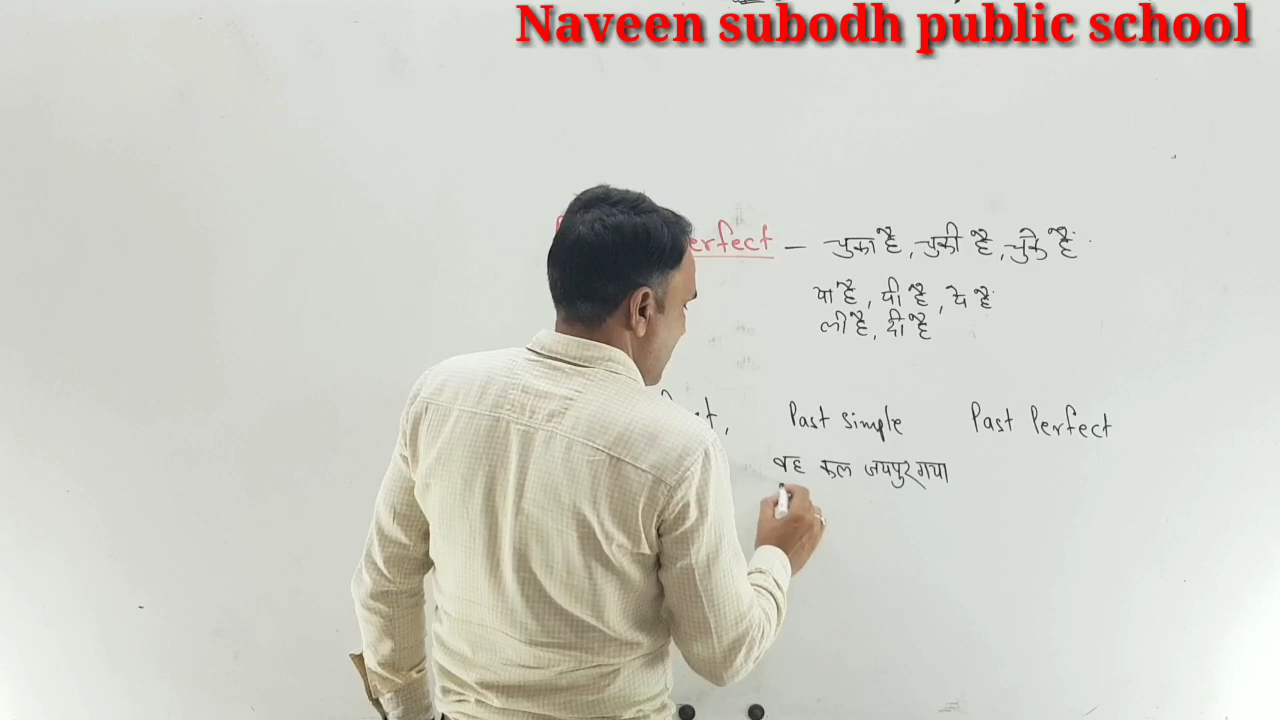 Naveen subodh public school
erfect – चुका है, चुकी है, चुके हैं
या है, यी है, ये हैं
ली है, दी है
Past simple Past Perfect
वह कल जयपुर गया